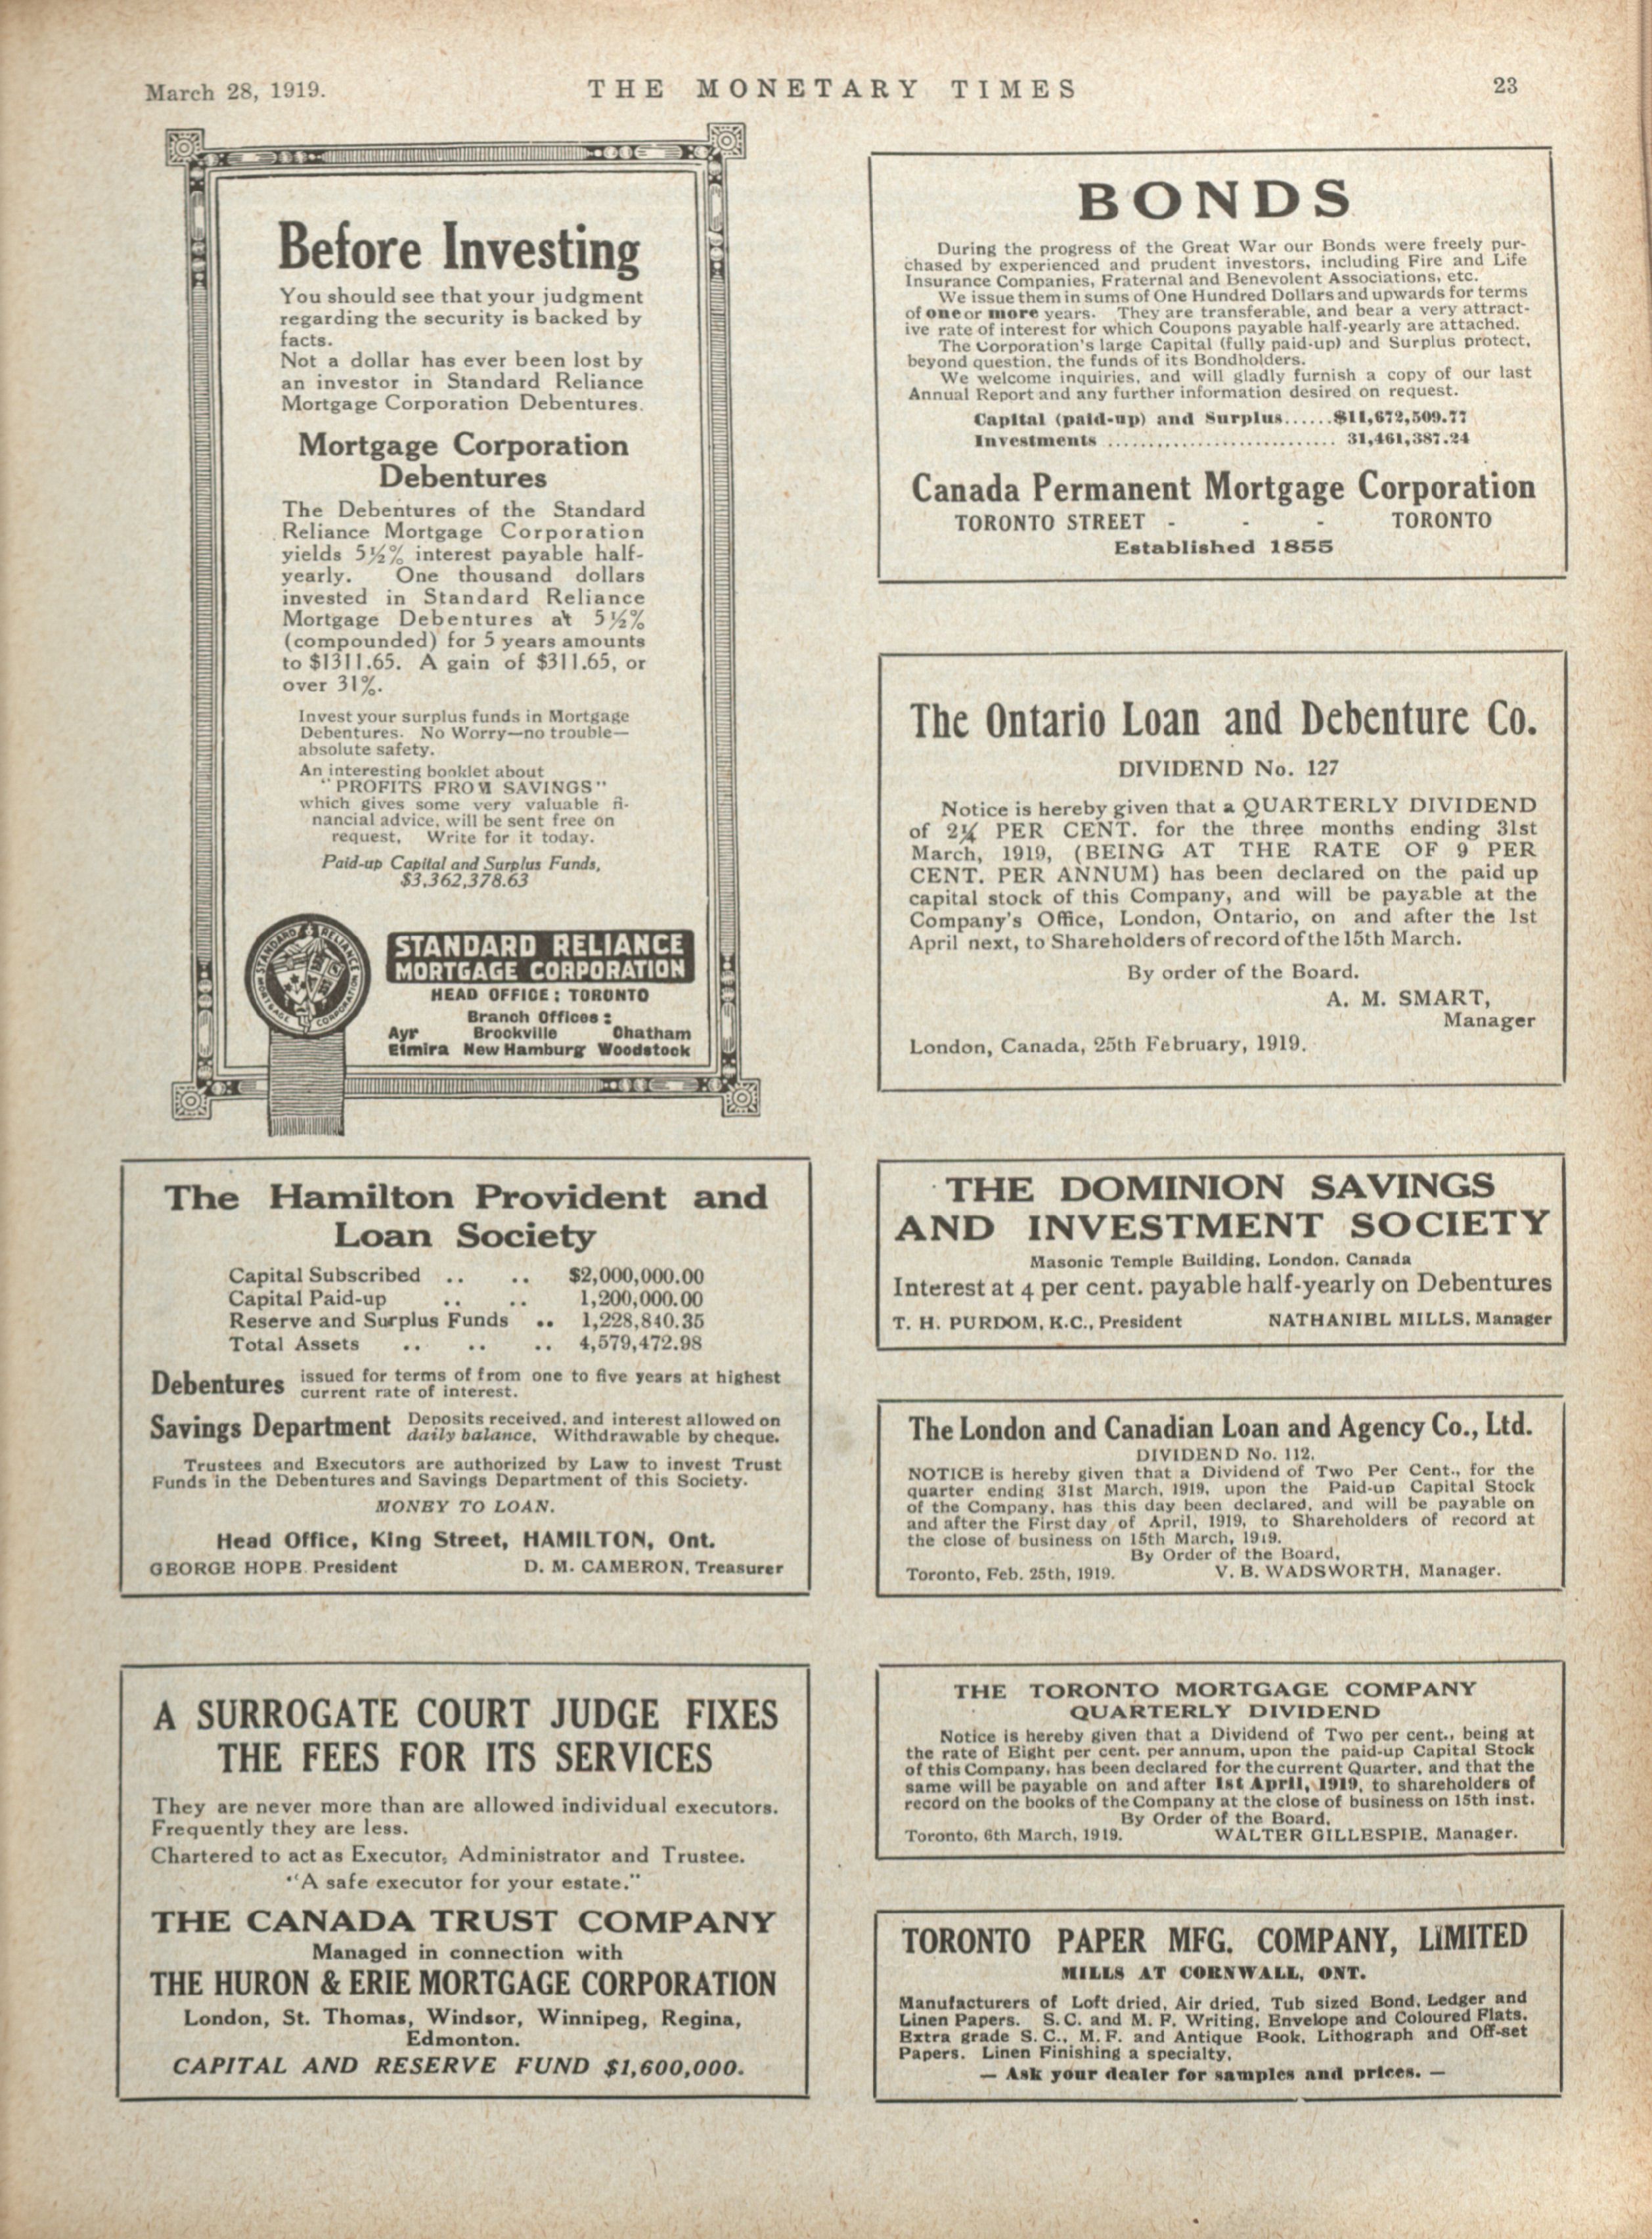 March 28, 1919.
THE MONETARY TIMES
23
Before Investing
You should see that your judgment
regarding the security is backed by
facts.
Not a dollar has ever been lost by
an investor in Standard Reliance
Mortgage Corporation Debentures.
Mortgage Corporation
Debentures
The Debentures of the Standard
Reliance Mortgage Corporation
yields 5½% interest payable half-
yearly. One thousand dollars
invested in Standard Reliance
Mortgage Debentures at 5½%
(compounded) for 5 years amounts
to $1311.65. A gain of $311.65, or
over 31%.
Invest your surplus funds in Mortgage
Debentures. No Worry—no trouble—
absolute safety.
An interesting booklet about
"PROFITS FROM SAVINGS"
which gives some very valuable fi-
nancial advice, will be sent free on
request. Write for it today.
Paid-up Capital and Surplus Funds,
$3,362,378.63
STANDARD RELIANCE
MORTGAGE CORPORATION
STANDARD RELIANCE
MORTGAGE CORPORATION
HEAD OFFICE: TORONTO
Branch Offices:
Ayr Brockville Chatham
Elmira New Hamburg Woodstock
The Hamilton Provident and
Loan Society
Capital Subscribed .. .. $2,000,000.00
Capital Paid-up .. .. 1,200,000.00
Reserve and Surplus Funds .. 1,228,840.35
Total Assets .. .. .. 4,579,472.98
Debentures issued for terms of from one to five years at highest
current rate of interest.
Savings Department Deposits received, and interest allowed on
daily balance. Withdrawable by cheque.
Trustees and Executors are authorized by Law to invest Trust
Funds in the Debentures and Savings Department of this Society.
MONEY TO LOAN.
Head Office, King Street, HAMILTON, Ont.
GEORGE HOPE, President D. M. CAMERON, Treasurer
A SURROGATE COURT JUDGE FIXES
THE FEES FOR ITS SERVICES
They are never more than are allowed individual executors.
Frequently they are less.
Chartered to act as Executor, Administrator and Trustee.
"A safe executor for your estate."
THE CANADA TRUST COMPANY
Managed in connection with
THE HURON & ERIE MORTGAGE CORPORATION
London, St. Thomas, Windsor, Winnipeg, Regina,
Edmonton.
CAPITAL AND RESERVE FUND $1,600,000.
BONDS
During the progress of the Great War our Bonds were freely pur-
chased by experienced and prudent investors, including Fire and Life
Insurance Companies, Fraternal and Benevolent Associations, etc.
We issue them in sums of One Hundred Dollars and upwards for terms
of one or more years. They are transferable, and bear a very attract-
ive rate of interest for which Coupons payable half-yearly are attached.
The Corporation's large Capital (fully paid-up) and Surplus protect,
beyond question, the funds of its Bondholders.
We welcome inquiries, and will gladly furnish a copy of our last
Annual Report and any further information desired on request.
Capital (paid-up) and Surplus......$11,672,509.77
Investments ............................ 31,461,387.24
Canada Permanent Mortgage Corporation
TORONTO STREET - - - TORONTO
Established 1855
The Ontario Loan and Debenture Co.
DIVIDEND No. 127
Notice is hereby given that a QUARTERLY DIVIDEND
of 2¼ PER CENT. for the three months ending 31st
March, 1919, (BEING AT THE RATE OF 9 PER
CENT. PER ANNUM) has been declared on the paid up
capital stock of this Company, and will be payable at the
Company's Office, London, Ontario, on and after the 1st
April next, to Shareholders of record of the 15th March.
By order of the Board.
A. M. SMART,
Manager
London, Canada, 25th February, 1919.
THE DOMINION SAVINGS
AND INVESTMENT SOCIETY
Masonic Temple Building, London, Canada
Interest at 4 per cent. payable half-yearly on Debentures
T. H. PURDOM, K.C., President NATHANIEL MILLS, Manager
The London and Canadian Loan and Agency Co., Ltd.
DIVIDEND No. 112.
NOTICE is hereby given that a Dividend of Two Per Cent., for the
quarter ending 31st March, 1919, upon the Paid-up Capital Stock
of the Company, has this day been declared, and will be payable on
and after the First day of April, 1919, to Shareholders of record at
the close of business on 15th March, 1919.
By Order of the Board,
Toronto, Feb. 25th, 1919. V. B. WADSWORTH, Manager.
THE TORONTO MORTGAGE COMPANY
QUARTERLY DIVIDEND
Notice is hereby given that a Dividend of Two per cent., being at
the rate of Eight per cent. per annum, upon the paid-up Capital Stock
of this Company, has been declared for the current Quarter, and that the
same will be payable on and after 1st April, 1919, to shareholders of
record on the books of the Company at the close of business on 15th inst.
By Order of the Board,
Toronto, 6th March, 1919. WALTER GILLESPIE, Manager.
TORONTO PAPER MFG. COMPANY, LIMITED
MILLS AT CORNWALL, ONT.
Manufacturers of Loft dried, Air dried, Tub sized Bond, Ledger and
Linen Papers. S. C. and M. F. Writing, Envelope and Coloured Flats.
Extra grade S. C., M. F. and Antique Book, Lithograph and Off-set
Papers. Linen Finishing a specialty.
— Ask your dealer for samples and prices. —